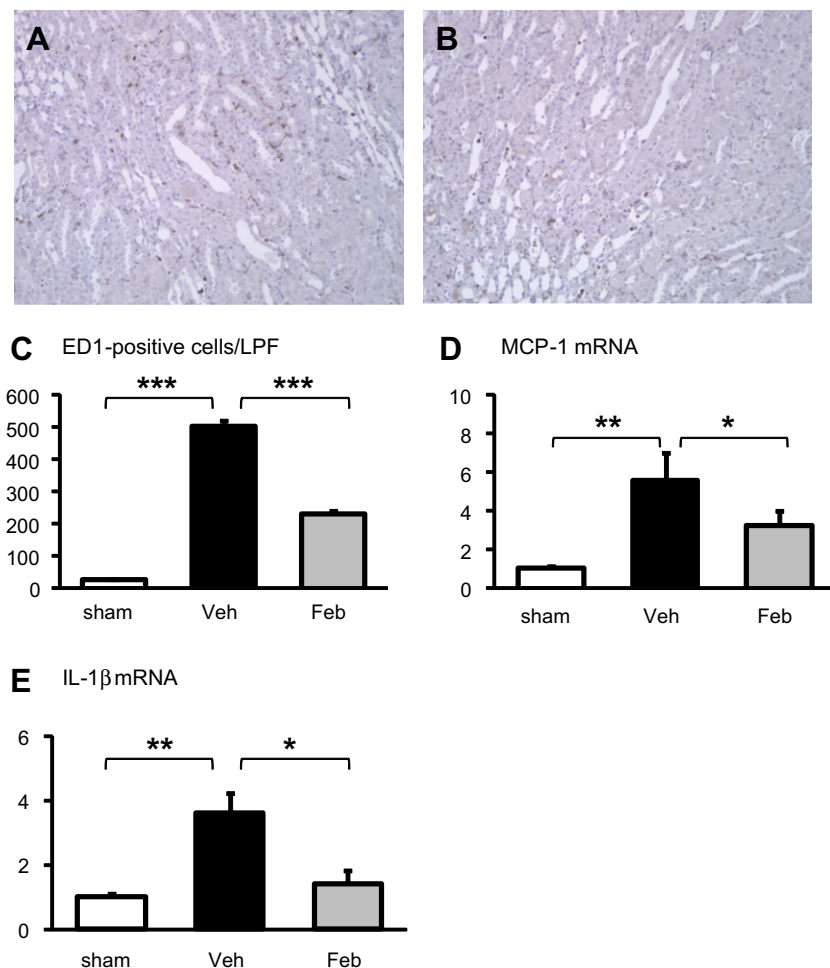 A
B
C ED1-positive cells/LPF
600
500
400
300
200
100
0
*** ***
sham Veh Feb
D MCP-1 mRNA
10
8
6
4
2
0
** *
sham Veh Feb
E IL-1β mRNA
6
4
2
0
** *
sham Veh Feb